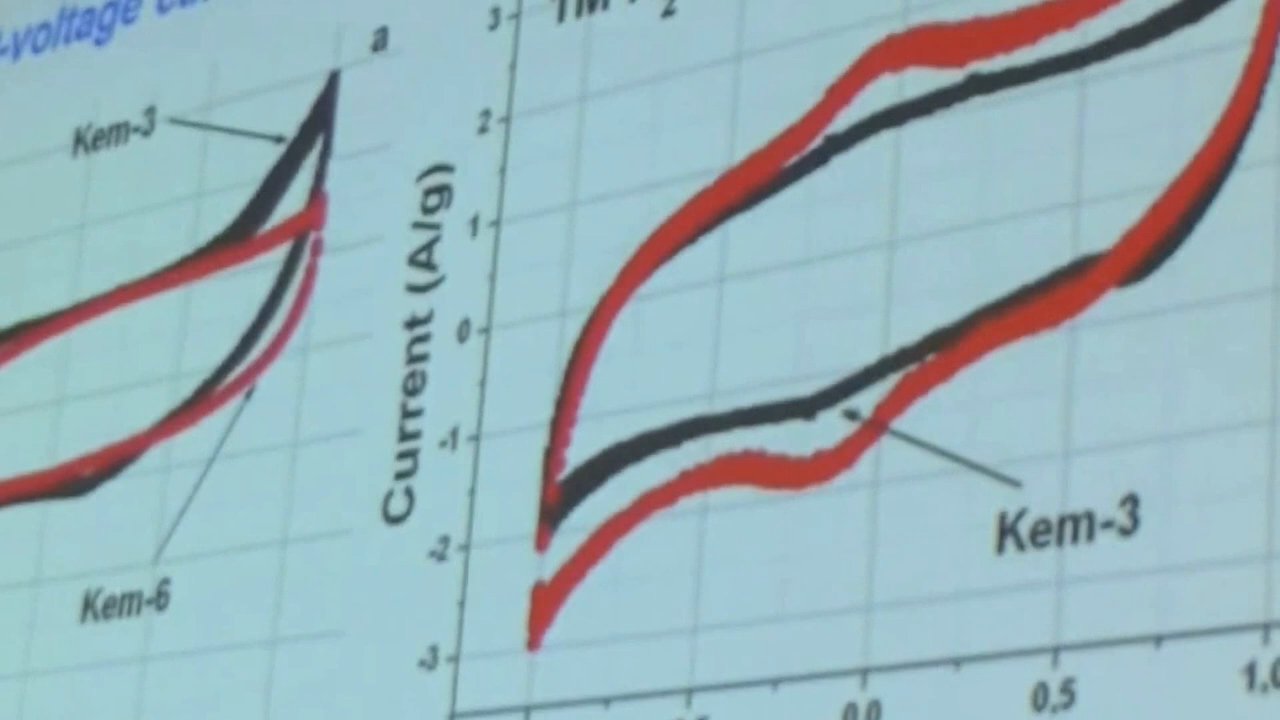 -voltage
a
Kem-3
Kem-6
Current (A/g)
3
2
1
0
-1
-2
-3
Kem-3
0,0
0,5
1,0